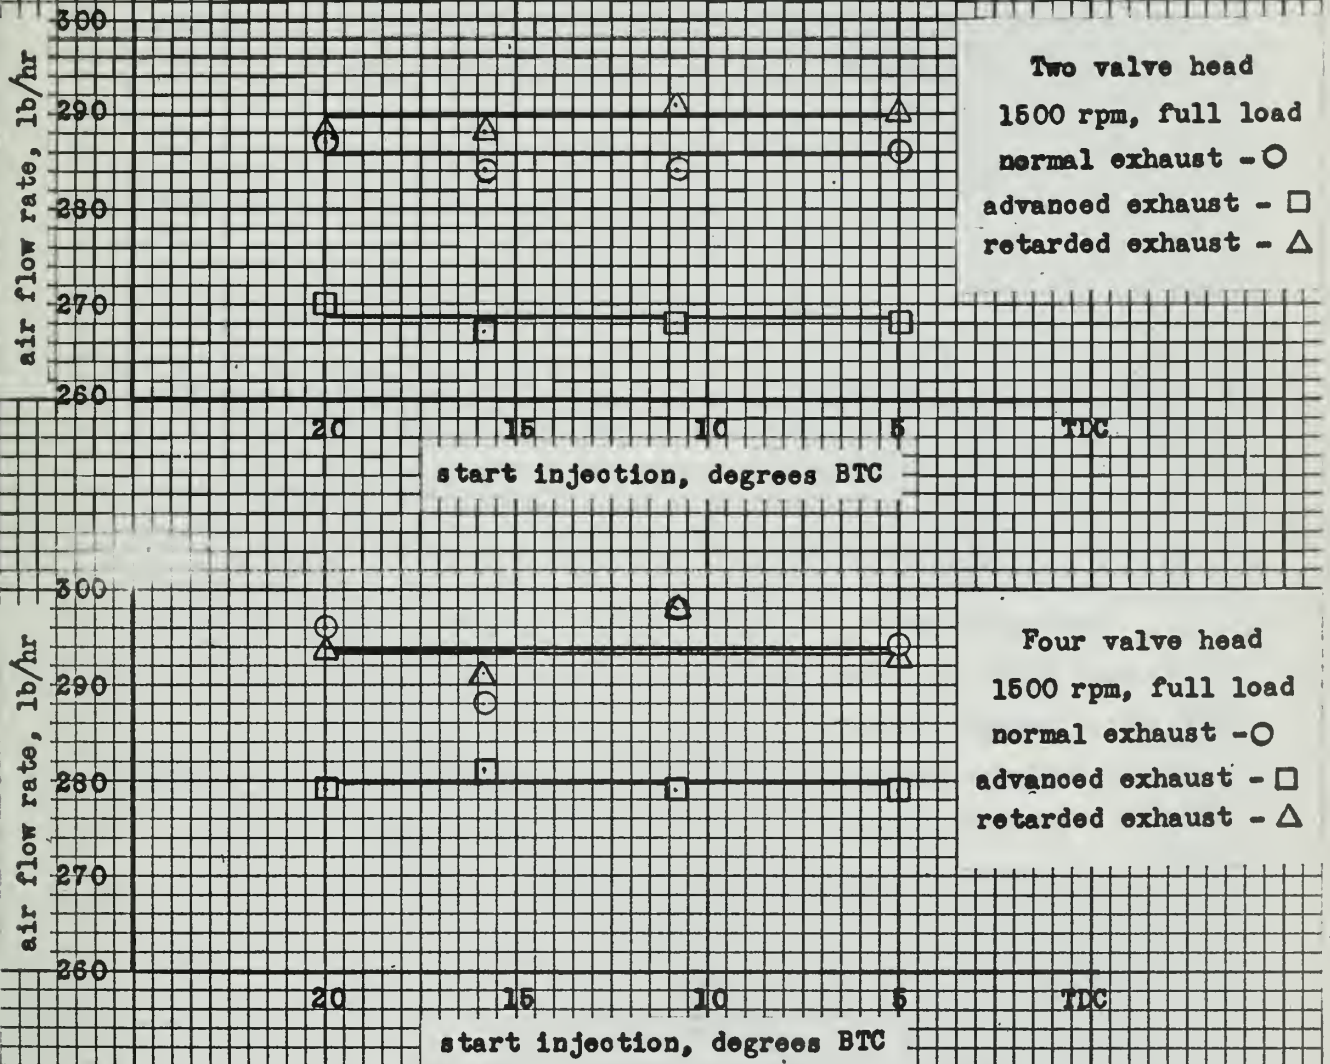 300
290
280
270
260
air flow rate, lb/hr
20 15 10 5 TDC
start injection, degrees BTC
Two valve head
1500 rpm, full load
normal exhaust - O
advanced exhaust - □
retarded exhaust - △
300
290
280
270
260
air flow rate, lb/hr
20 15 10 5 TDC
start injection, degrees BTC
Four valve head
1500 rpm, full load
normal exhaust -O
advanced exhaust - □
retarded exhaust - △